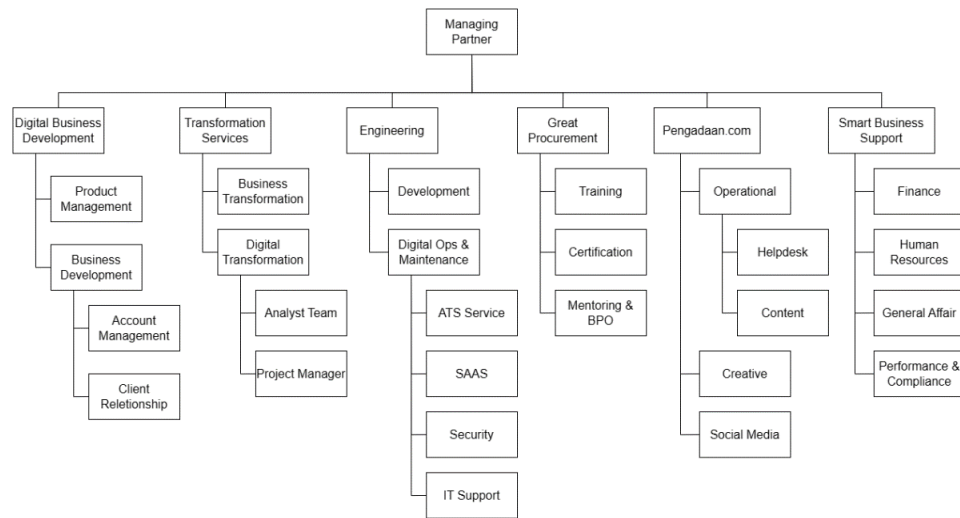 Managing
Partner
Digital Business
Development
Transformation
Services
Engineering
Great
Procurement
Pengadaan.com
Smart Business
Support
Product
Management
Business
Development
Account
Management
Client
Reletionship
Business
Transformation
Digital
Transformation
Analyst Team
Project Manager
Development
Digital Ops &
Maintenance
ATS Service
SAAS
Security
IT Support
Training
Certification
Mentoring &
BPO
Operational
Helpdesk
Content
Creative
Social Media
Finance
Human
Resources
General Affair
Performance &
Compliance